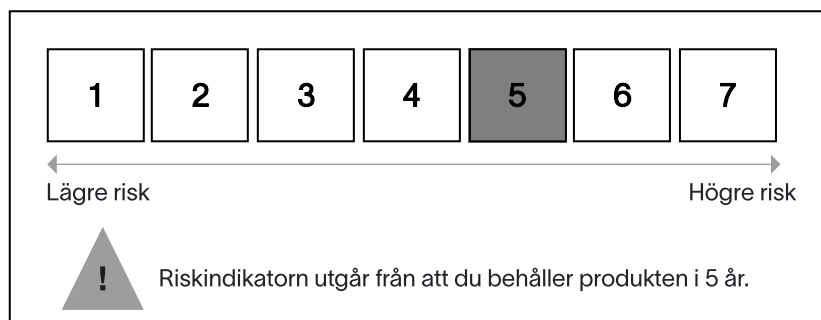 1 2 3 4 5 6 7
Lägre risk Högre risk
! Riskindikatorn utgår från att du behåller produkten i 5 år.